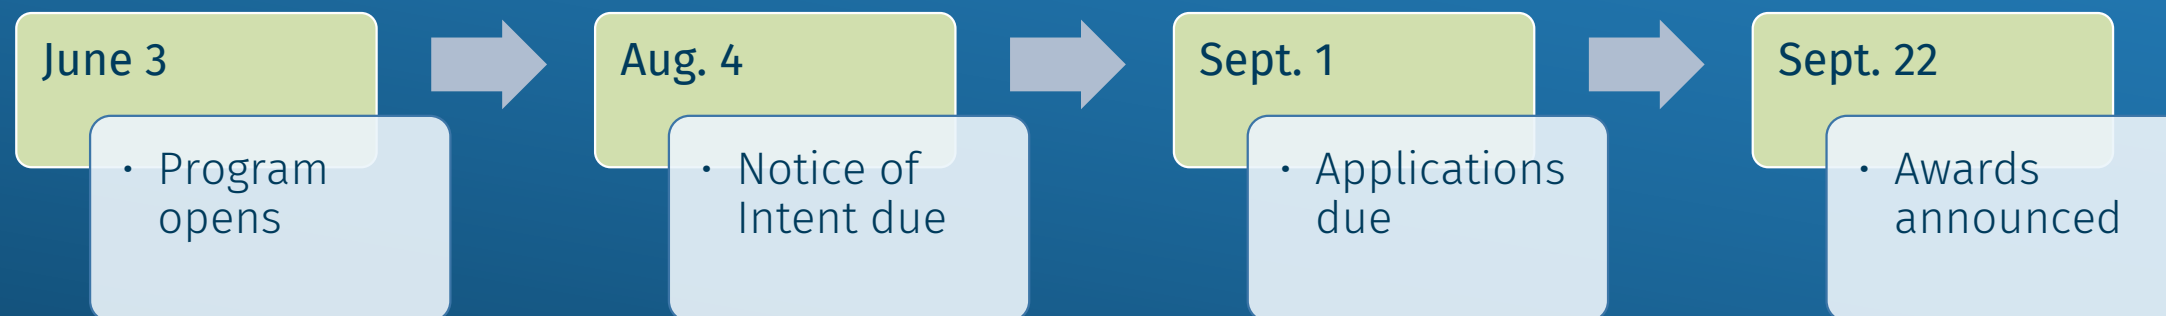 June 3
• Program
opens
Aug. 4
• Notice of
Intent due
Sept. 1
• Applications
due
Sept. 22
• Awards
announced